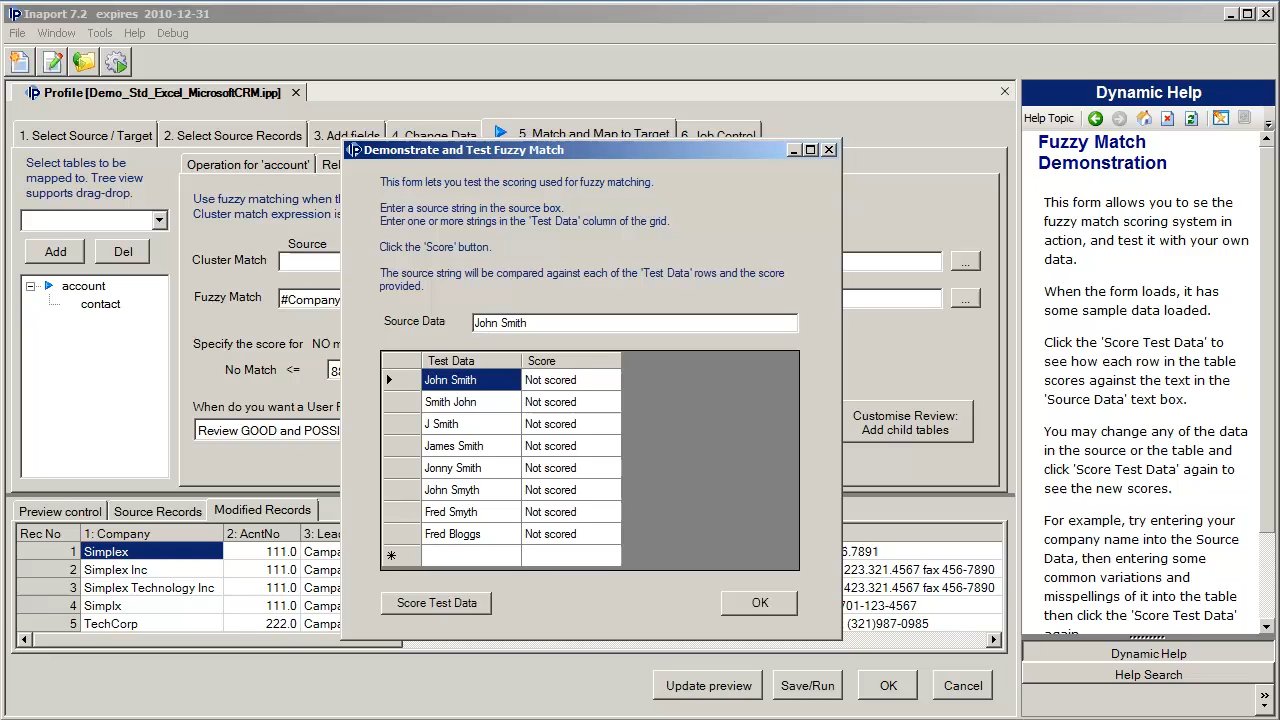 Inaport 7.2 expires 2010-12-31
File Window Tools Help Debug
Profile [Demo_Std_Excel_MicrosoftCRM.ipp]
1. Select Source / Target
2. Select Source Records
3. Add fields
Change Data
5. Match and Map to Target
6. Job Control
Select tables to be
mapped to. Tree view
supports drag-drop.
Add
Del
account
contact
Operation for 'account'
Use fuzzy matching when
Cluster match expression is
Source
Cluster Match
...
Fuzzy Match
#Company
...
Specify the score for NO
No Match <=
When do you want a User
Review GOOD and
Customise Review:
Add child tables
Demonstrate and Test Fuzzy Match
This form lets you test the scoring used for fuzzy matching.
Enter a source string in the source box.
Enter one or more strings in the 'Test Data' column of the grid.
Click the 'Score' button.
The source string will be compared against each of the 'Test Data' rows and the score
provided.
Source Data
John Smith
Test Data Score
John Smith Not scored
Smith John Not scored
J Smith Not scored
James Smith Not scored
Jonny Smith Not scored
John Smyth Not scored
Fred Smyth Not scored
Fred Bloggs Not scored
Score Test Data
OK
Preview control
Source Records
Modified Records
Rec No 1: Company 2: AcntNo 3:
1 Simplex 111.0
2 Simplex Inc 111.0 223.321.4567 fax 456-7890
3 Simplex Technology Inc 111.0 223.321.4567 fax 456-7890
4 Simplx 111.0 701-123-4567
5 TechCorp 222.0 (321)987-0985
Update preview
Save/Run
OK
Cancel
Dynamic Help
Help Topic
Fuzzy Match
Demonstration
This form allows you to se the
fuzzy match scoring system in
action, and test it with your own
data.
When the form loads, it has
some sample data loaded.
Click the 'Score Test Data' to
see how each row in the table
scores against the text in the
'Source Data' text box.
You may change any of the data
in the source or the table and
click 'Score Test Data' again to
see the new scores.
For example, try entering your
company name into the Source
Data, then entering some
common variations and
misspellings of it into the table
then click the 'Score Test Data'
again
Dynamic Help
Help Search